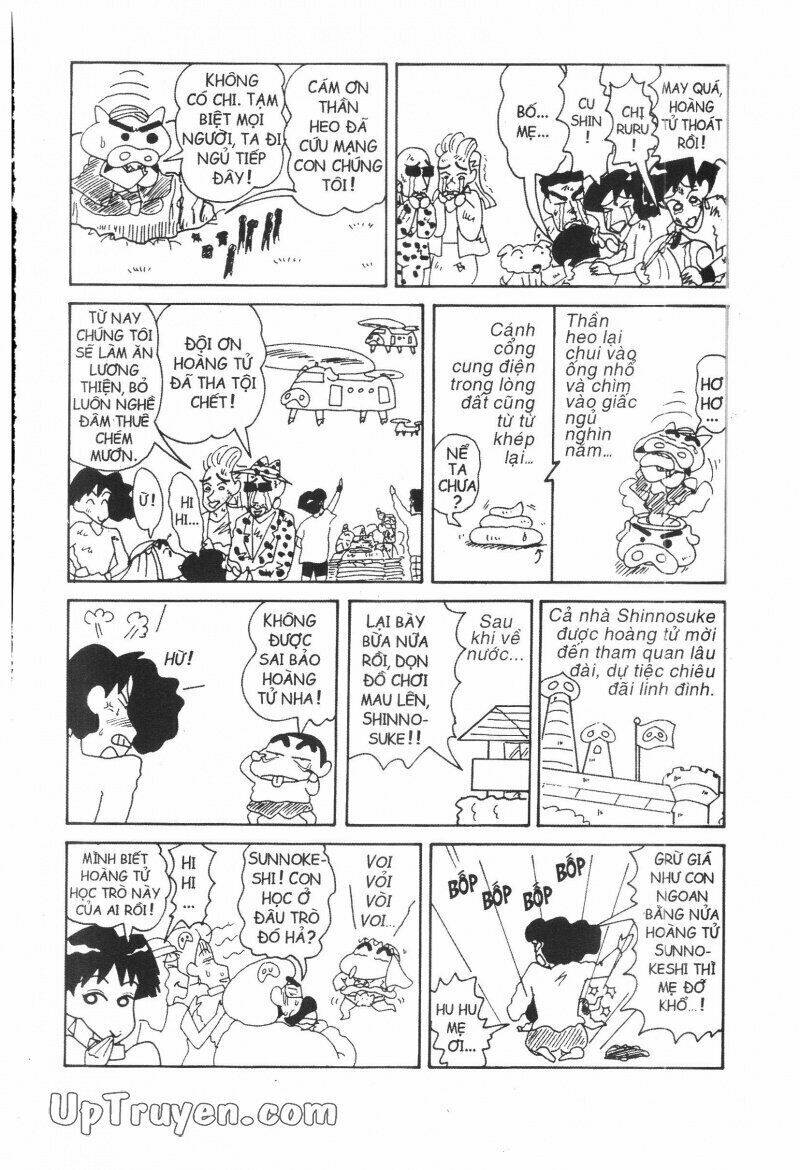 MAY QUÁ,
HOÀNG
TỬ THOÁT
RỒI!
CHỊ
RURU!
CU
SHIN
!
BỐ...
MẸ...
CÁM ƠN
THẦN
HEO ĐÃ
CỨU MẠNG
CON CHÚNG
TÔI!
KHÔNG
CÓ CHI. TẠM
BIỆT MỌI
NGƯỜI, TA ĐI
NGỦ TIẾP
ĐÂY!
HƠ
HƠ
...
Thần
heo lại
chui vào
ống nhổ
và chìm
vào giấc
ngủ
nghìn
năm...
Cánh
cổng
cung điện
trong lòng
đất cũng
từ từ
khép
lại...
NỂ
TA
CHƯA
?
ĐỘI ƠN
HOÀNG TỬ
ĐÃ THA TỘI
CHẾT!
TỪ NAY
CHÚNG TÔI
SẼ LÀM ĂN
LƯƠNG
THIỆN, BỎ
LUÔN NGHỀ
ĐÂM THUÊ
CHÉM
MƯỚN.
HI
HI...
Ừ!
Cả nhà Shinnosuke
được hoàng tử mời
đến tham quan lâu
đài, dự tiệc chiêu
đãi linh đình.
Sau
khi về
nước...
LẠI BÀY
BỪA NỮA
RỒI, DỌN
ĐỒ CHƠI
MAU LÊN,
SHINNO-
SUKE!!
KHÔNG
ĐƯỢC
SAI BẢO
HOÀNG
TỬ NHA!
HỪ!
GRỪ GIÁ
NHƯ CON
NGOAN
BẰNG NỬA
HOÀNG TỬ
SUNNO-
KESHI THÌ
MẸ ĐỠ
KHỔ...!
BỐP
BỐP
BỐP
BỐP
HU HU
MẸ
ƠI...
VOI
VỎI
VÒI
VOI...
SUNNOKE-
SHI! CON
HỌC Ở
ĐÂU TRÒ
ĐÓ HẢ?
HI
HI
...
MÌNH BIẾT
HOÀNG TỬ
HỌC TRÒ NÀY
CỦA AI RỒI!
UpTruyen.com